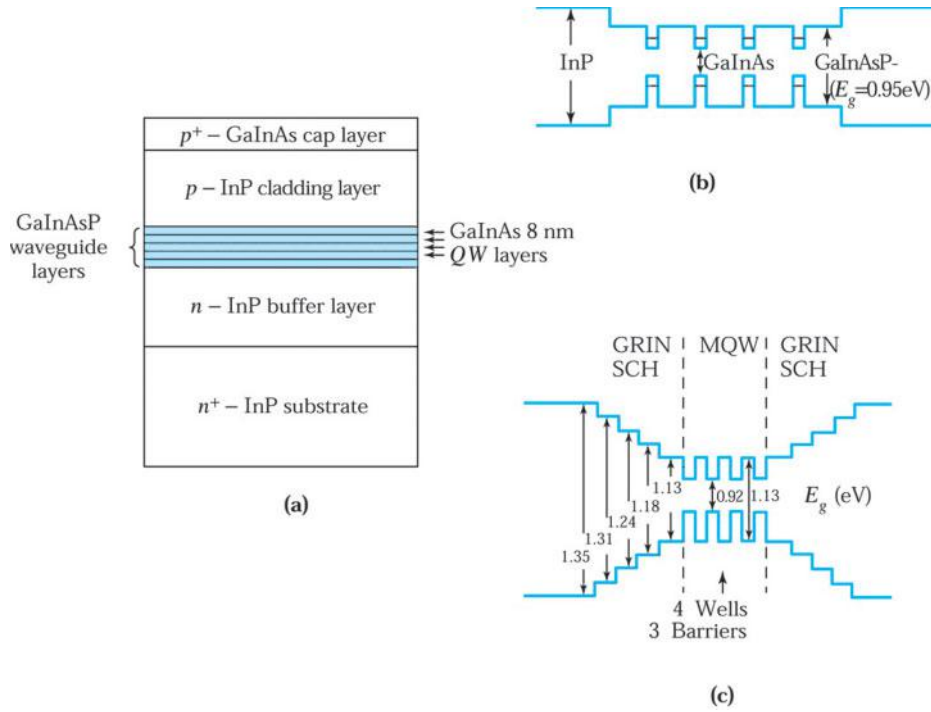 p⁺ – GaInAs cap layer
p – InP cladding layer
GaInAsP
waveguide
layers
GaInAs 8 nm
QW layers
n – InP buffer layer
n⁺ – InP substrate
(a)
InP
GaInAs
GaInAsP-
(E_g=0.95eV)
(b)
GRIN
SCH
MQW
GRIN
SCH
1.13
1.18
1.24
1.31
1.35
0.92
1.13
E_g (eV)
4 Wells
3 Barriers
(c)